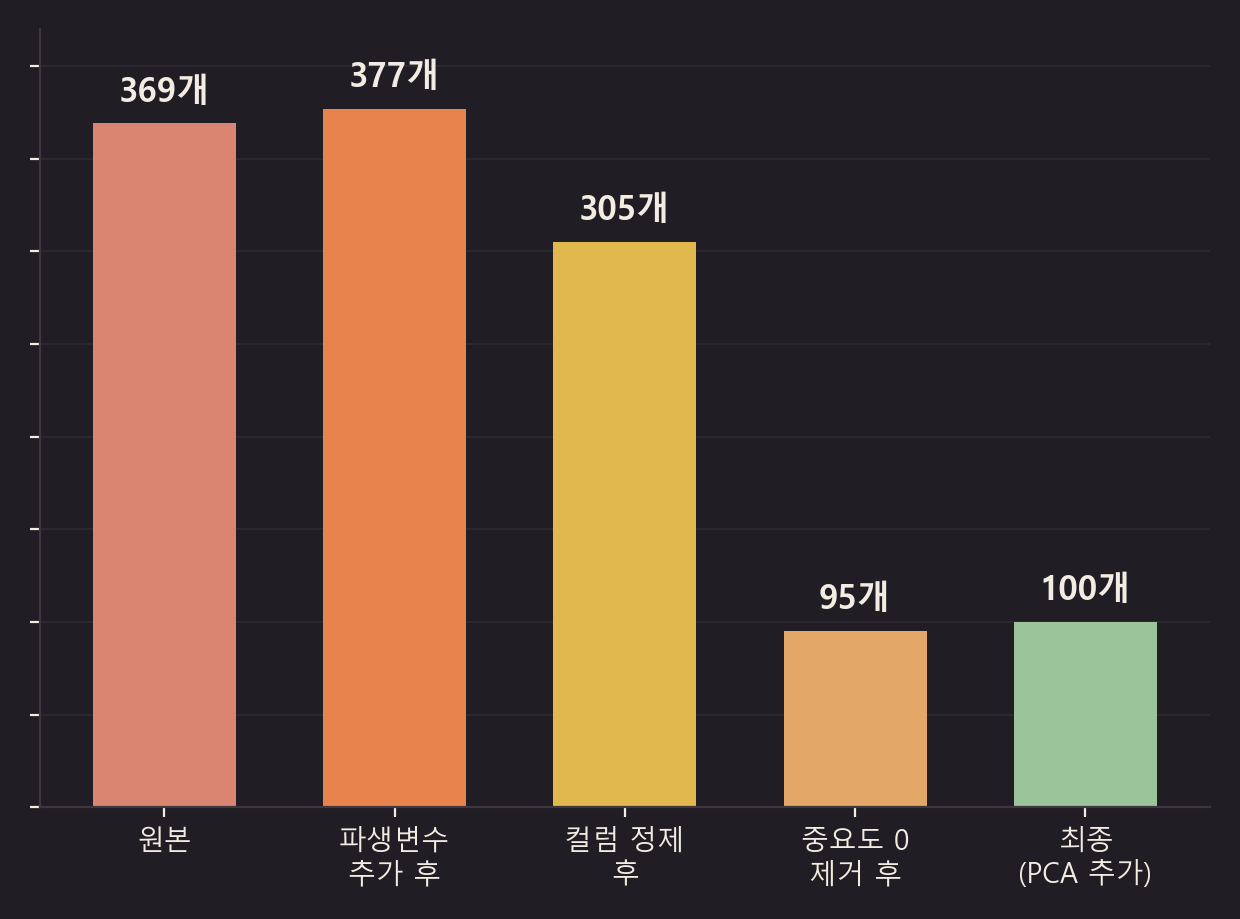 369개
377개
305개
95개
100개
원본
파생변수
추가 후
컬럼 정제
후
중요도 0
제거 후
최종
(PCA 추가)